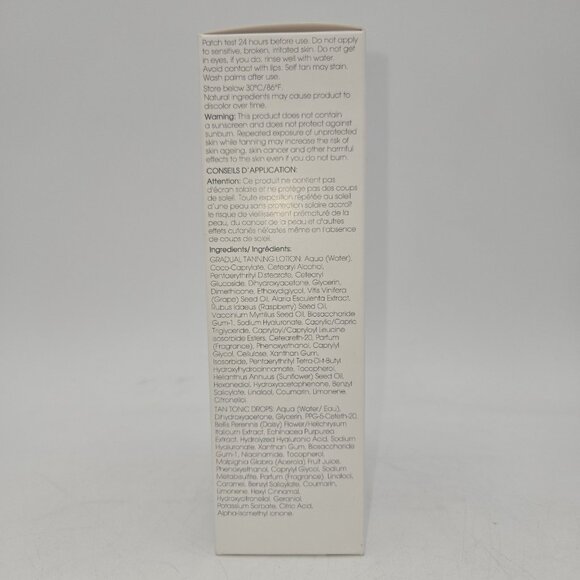 Patch test 24 hours before use. Do not apply
to sensitive, broken, irritated skin. Do not get
in eyes, if you do, rinse well with water.
Avoid contact with lips. Self tan may stain.
Wash palms after use.
Store below 30°C/86°F.
Natural ingredients may cause product to
discolor over time.
Warning: This product does not contain
a sunscreen and does not protect against
sunburn. Repeated exposure of unprotected
skin while tanning may increase the risk of
skin ageing, skin cancer and other harmful
effects to the skin even if you do not burn.
CONSEILS D'APPLICATION:
Attention: Ce produit ne contient pas
d'écran solaire et ne protège pas des coups
de soleil. Toute exposition répétée au soleil
d'une peau sans protection solaire accroît
le risque de vieillissement prématuré de la
peau, du cancer de la peau et d'autres
effets cutanés néfastes même en l'absence
de coups de soleil.
Ingredients/ Ingrédients:
GRADUAL TANNING LOTION: Aqua (Water),
Coco-Caprylate, Cetearyl Alcohol,
Pentaerythrityl Distearate, Cetearyl
Glucoside, Dihydroxyacetone, Glycerin,
Dimethicone, Ethoxydiglycol, Vitis Vinifera
(Grape) Seed Oil, Alaria Esculenta Extract,
Rubus Idaeus (Raspberry) Seed Oil,
Vaccinium Myrtillus Seed Oil, Biosaccharide
Gum-1, Sodium Hyaluronate, Caprylic/Capric
Triglyceride, Capryloyl/Capryloyl Leucine
Isosorbide Esters, Ceteareth-20, Parfum
(Fragrance), Phenoxyethanol, Caprylyl
Glycol, Cellulose, Xanthan Gum,
Isosorbide, Pentaerythrityl Tetra-Di-t-Butyl
Hydroxyhydrocinnamate, Tocopherol,
Helianthus Annuus (Sunflower) Seed Oil,
Hexanediol, Hydroxyacetophenone, Benzyl
Salicylate, Linalool, Coumarin, Limonene,
Citronellol.
TAN TONIC DROPS: Aqua (Water/ Eau),
Dihydroxyacetone, Glycerin, PPG-5-Ceteth-20,
Bellis Perennis (Daisy) Flower/Helichrysum
Italicum Extract, Echinacea Purpurea
Extract, Hydrolyzed Hyaluronic Acid, Sodium
Hyaluronate, Xanthan Gum, Biosaccharide
Gum-1, Niacinamide, Tocopherol,
Malpighia Glabra (Acerola) Fruit Juice,
Phenoxyethanol, Caprylyl Glycol, Sodium
Metabisulfite, Parfum (Fragrance), Linalool,
Caramel, Benzyl Salicylate, Coumarin,
Limonene, Hexyl Cinnamal,
Hydroxycitronellal, Geraniol,
Potassium Sorbate, Citric Acid,
Alpha-Isomethyl Ionone.